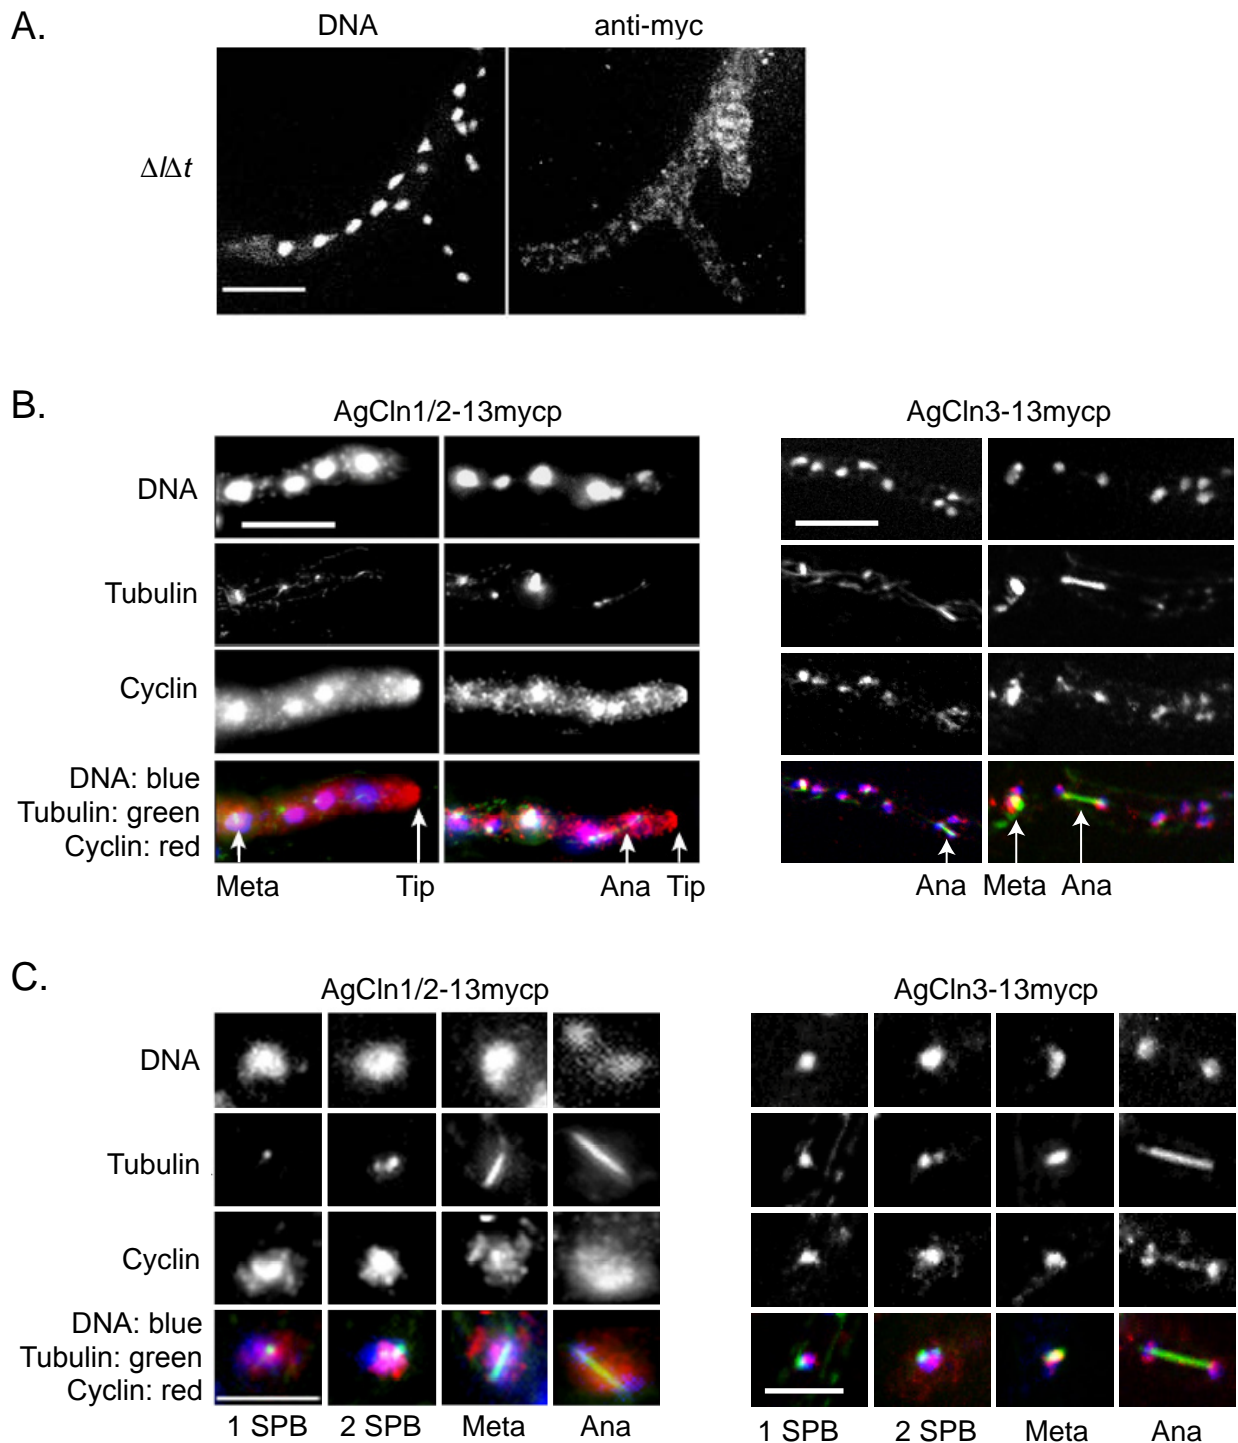 A.
DNA
anti-myc
ΔlΔt
B.
AgCln1/2-13mycp
AgCln3-13mycp
DNA
Tubulin
Cyclin
DNA: blue
Tubulin: green
Cyclin: red
Meta
Tip
Ana
Tip
Ana
Meta
Ana
C.
AgCln1/2-13mycp
AgCln3-13mycp
DNA
Tubulin
Cyclin
DNA: blue
Tubulin: green
Cyclin: red
1 SPB
2 SPB
Meta
Ana
1 SPB
2 SPB
Meta
Ana